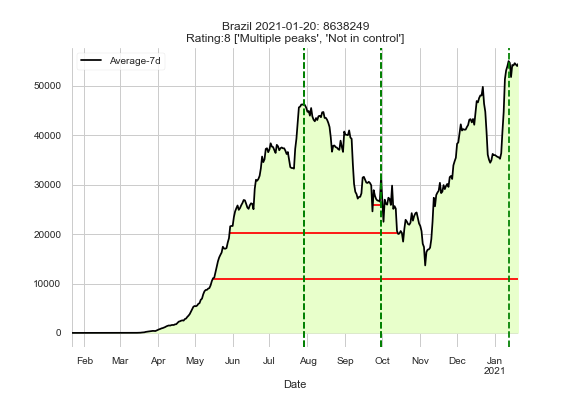 Brazil 2021-01-20: 8638249
Rating:8 ['Multiple peaks', 'Not in control']
Average-7d
50000
40000
30000
20000
10000
0
Feb Mar Apr May Jun Jul Aug Sep Oct Nov Dec Jan
2021
Date